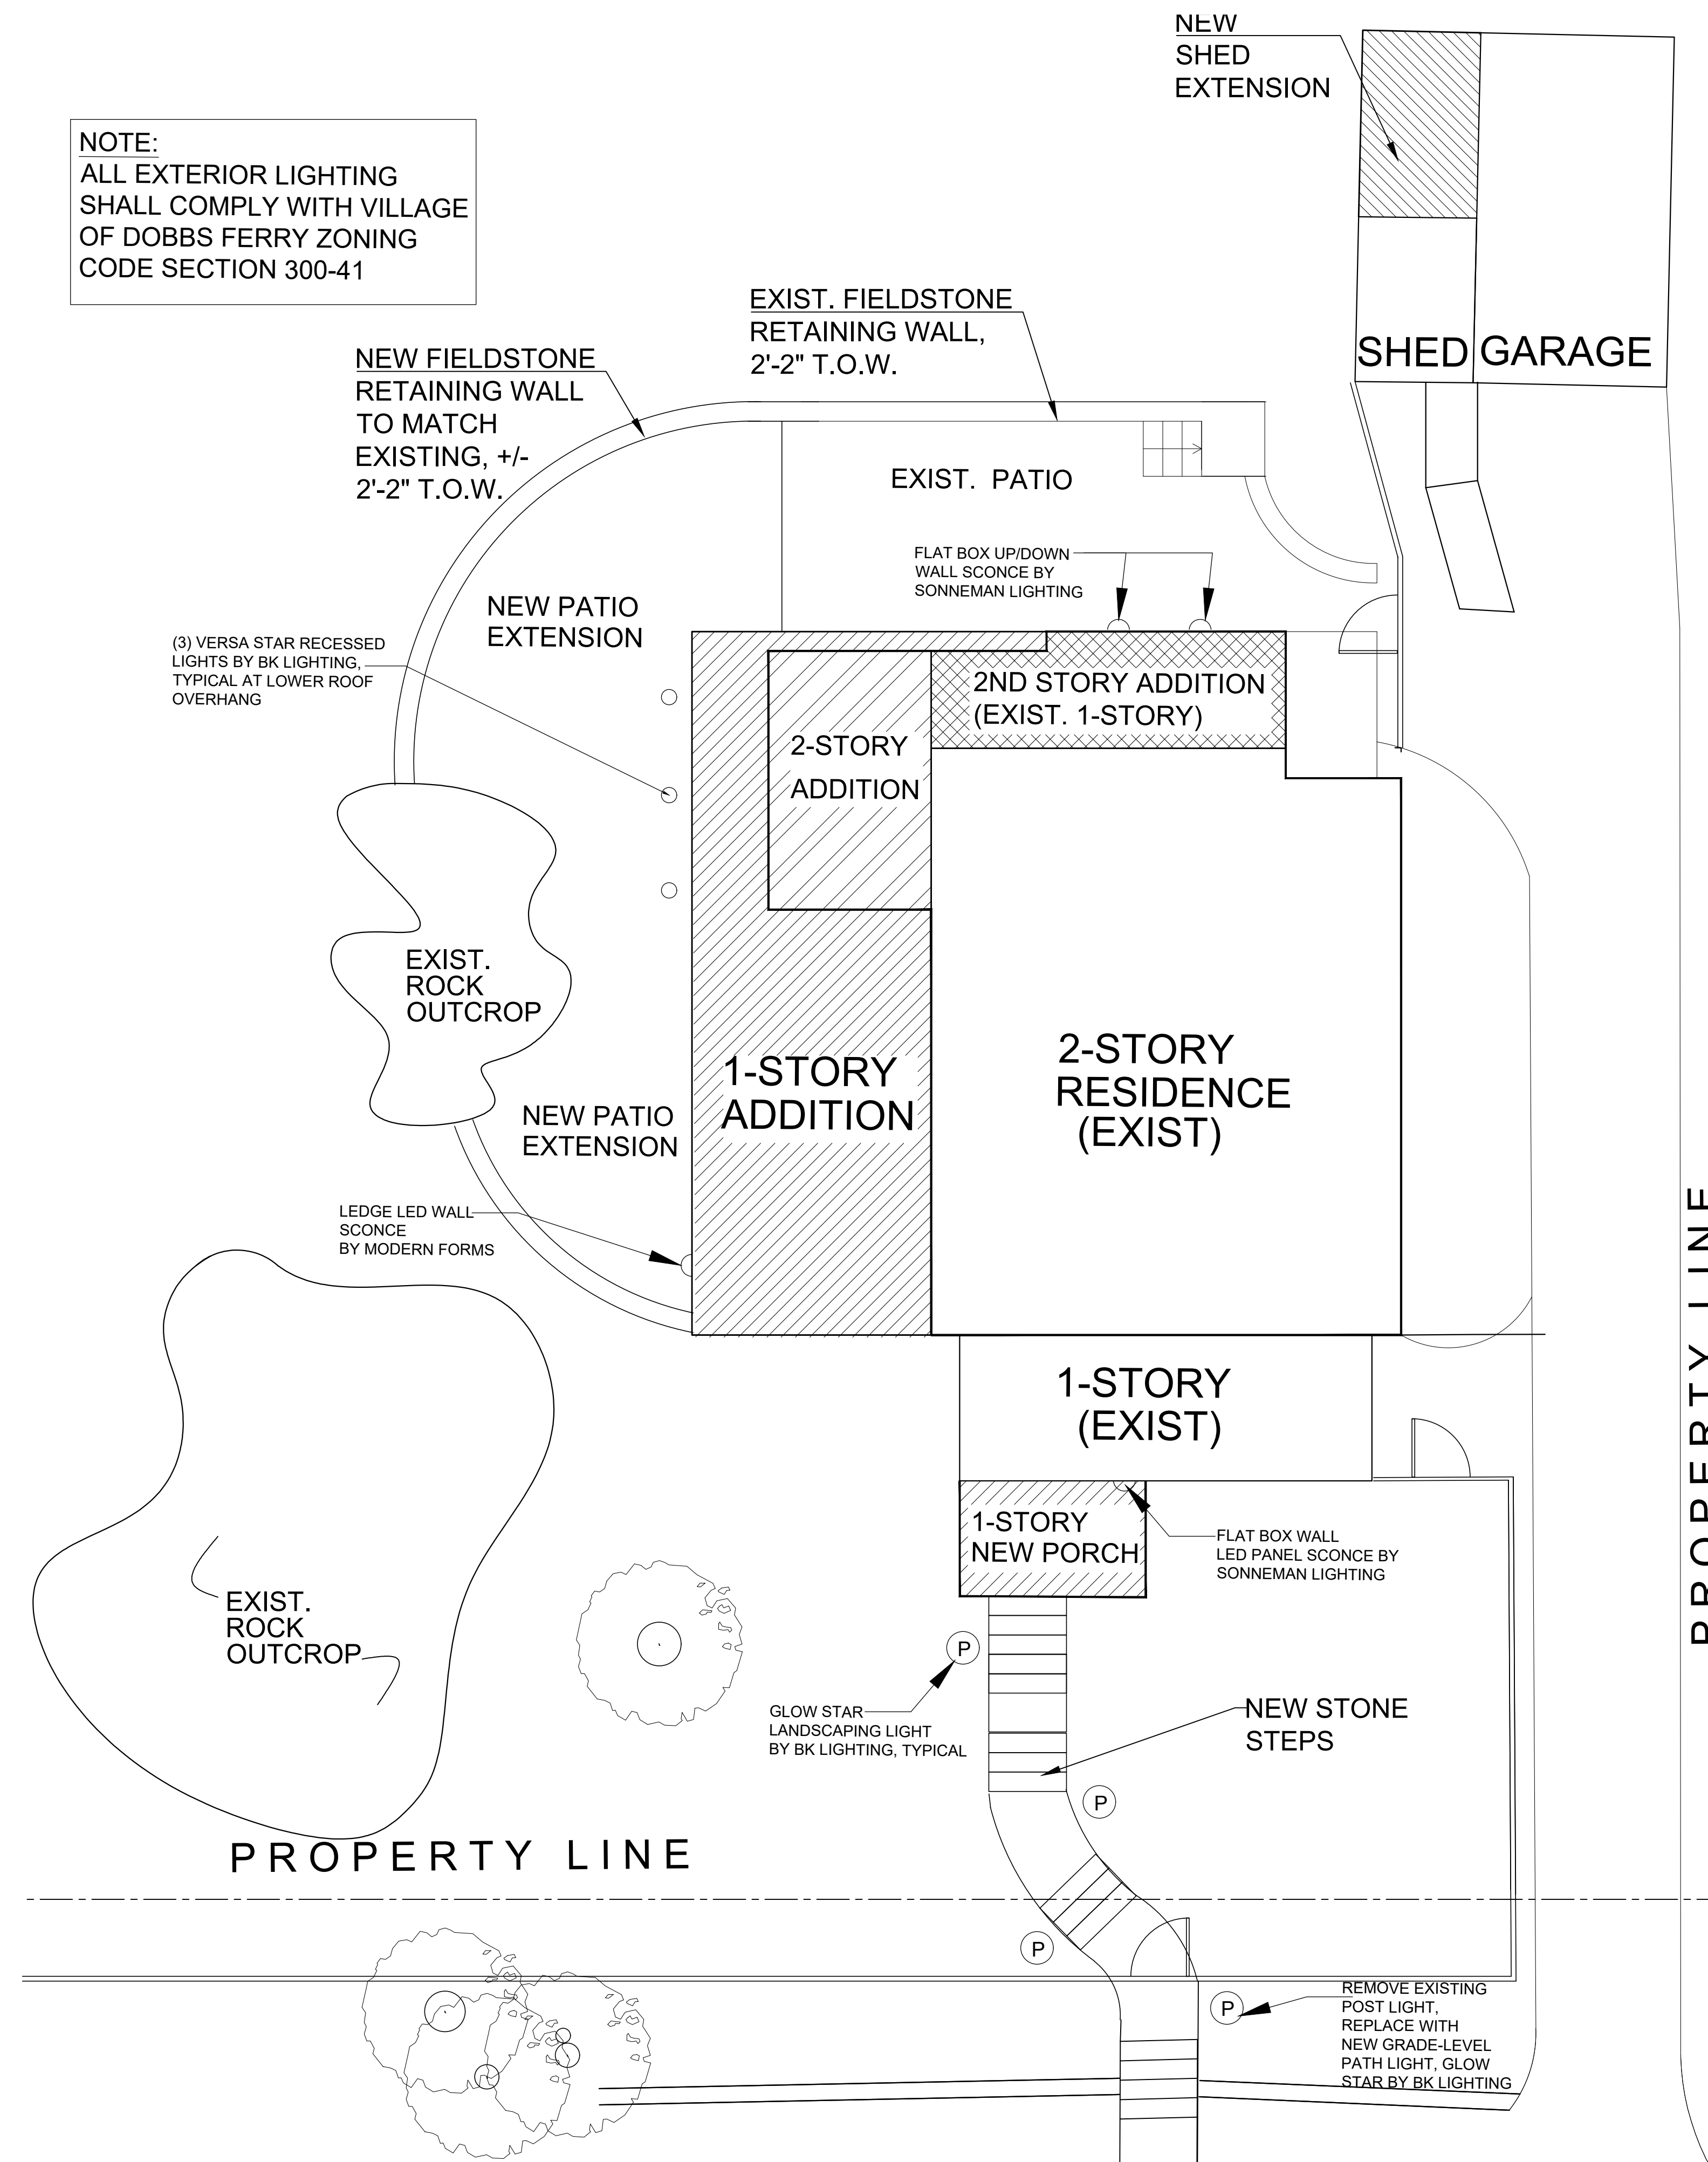 NEW
SHED
EXTENSION
NOTE:
ALL EXTERIOR LIGHTING
SHALL COMPLY WITH VILLAGE
OF DOBBS FERRY ZONING
CODE SECTION 300-41
EXIST. FIELDSTONE
RETAINING WALL,
2'-2" T.O.W.
SHED
GARAGE
NEW FIELDSTONE
RETAINING WALL
TO MATCH
EXISTING, +/-
2'-2" T.O.W.
EXIST. PATIO
FLAT BOX UP/DOWN
WALL SCONCE BY
SONNEMAN LIGHTING
NEW PATIO
EXTENSION
(3) VERSA STAR RECESSED
LIGHTS BY BK LIGHTING,
TYPICAL AT LOWER ROOF
OVERHANG
2ND STORY ADDITION
(EXIST. 1-STORY)
2-STORY
ADDITION
EXIST.
ROCK
OUTCROP
2-STORY
RESIDENCE
(EXIST)
1-STORY
ADDITION
NEW PATIO
EXTENSION
LEDGE LED WALL
SCONCE
BY MODERN FORMS
PROPERTY LINE
1-STORY
(EXIST)
1-STORY
NEW PORCH
FLAT BOX WALL
LED PANEL SCONCE BY
SONNEMAN LIGHTING
EXIST.
ROCK
OUTCROP
P
GLOW STAR
LANDSCAPING LIGHT
BY BK LIGHTING, TYPICAL
NEW STONE
STEPS
P
PROPERTY LINE
P
P
REMOVE EXISTING
POST LIGHT,
REPLACE WITH
NEW GRADE-LEVEL
PATH LIGHT, GLOW
STAR BY BK LIGHTING